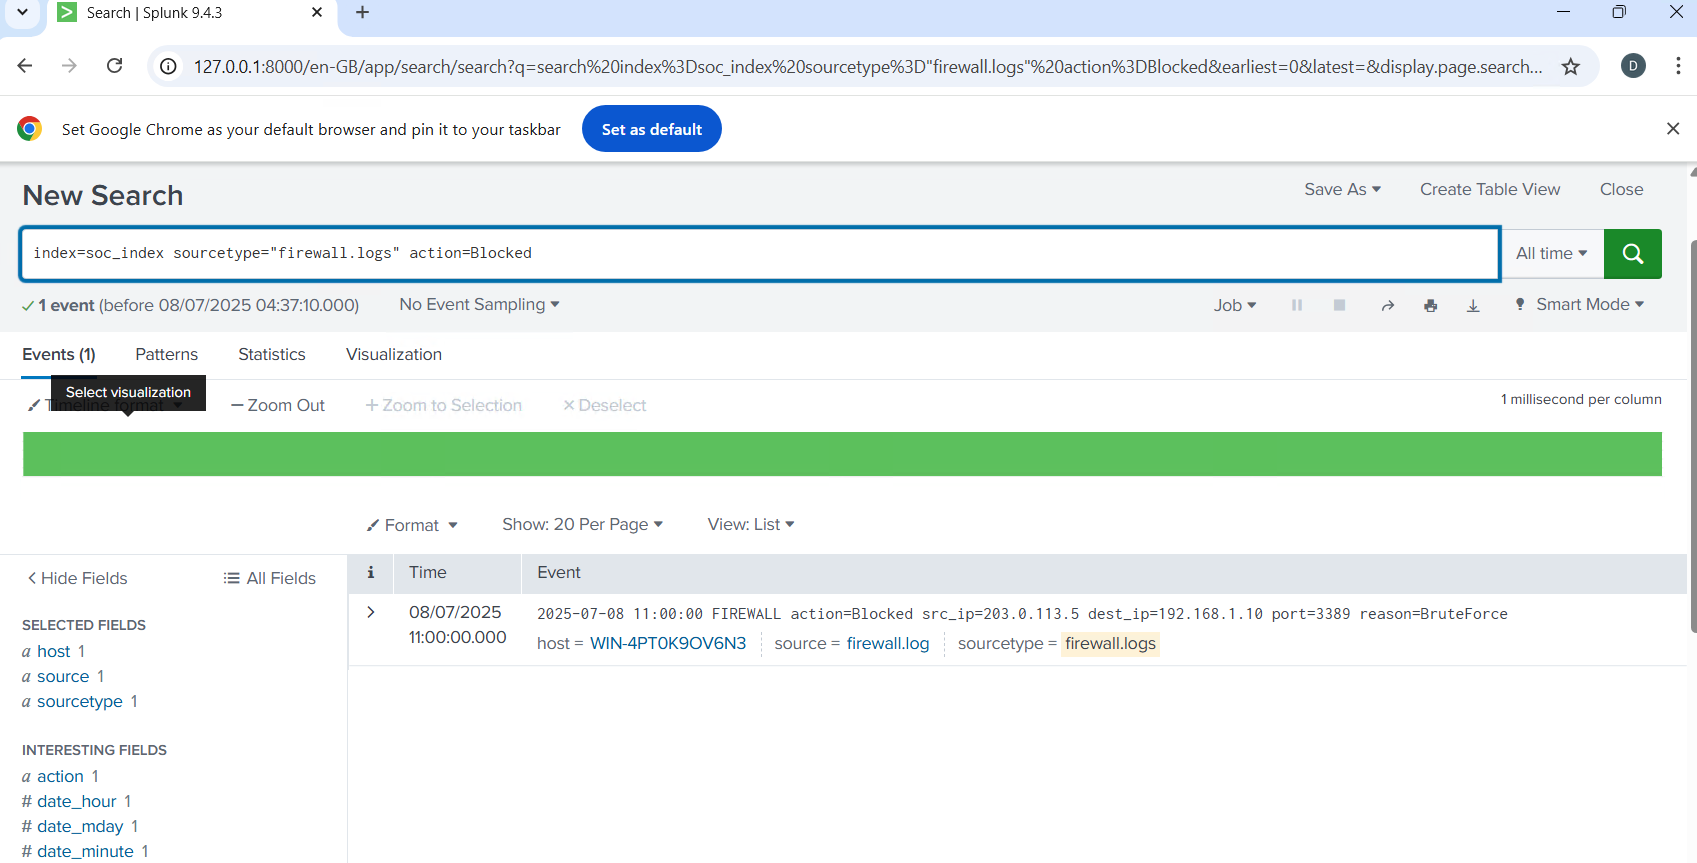 Search | Splunk 9.4.3
127.0.0.1:8000/en-GB/app/search/search?q=search%20index%3Dsoc_index%20sourcetype%3D"firewall.logs"%20action%3DBlocked&earliest=0&latest=&display.page.search...
D
Set Google Chrome as your default browser and pin it to your taskbar
Set as default
New Search
Save As
Create Table View
Close
index=soc_index sourcetype="firewall.logs" action=Blocked
All time
1 event (before 08/07/2025 04:37:10.000)
No Event Sampling
Job
Smart Mode
Events (1)
Patterns
Statistics
Visualization
Select visualization
Timeline format
Zoom Out
+ Zoom to Selection
× Deselect
1 millisecond per column
Format
Show: 20 Per Page
View: List
Hide Fields
All Fields
i
Time
Event
SELECTED FIELDS
a host 1
a source 1
a sourcetype 1
INTERESTING FIELDS
a action 1
# date_hour 1
# date_mday 1
# date_minute 1
08/07/2025
11:00:00.000
2025-07-08 11:00:00 FIREWALL action=Blocked src_ip=203.0.113.5 dest_ip=192.168.1.10 port=3389 reason=BruteForce
host = WIN-4PT0K9OV6N3
source = firewall.log
sourcetype = firewall.logs